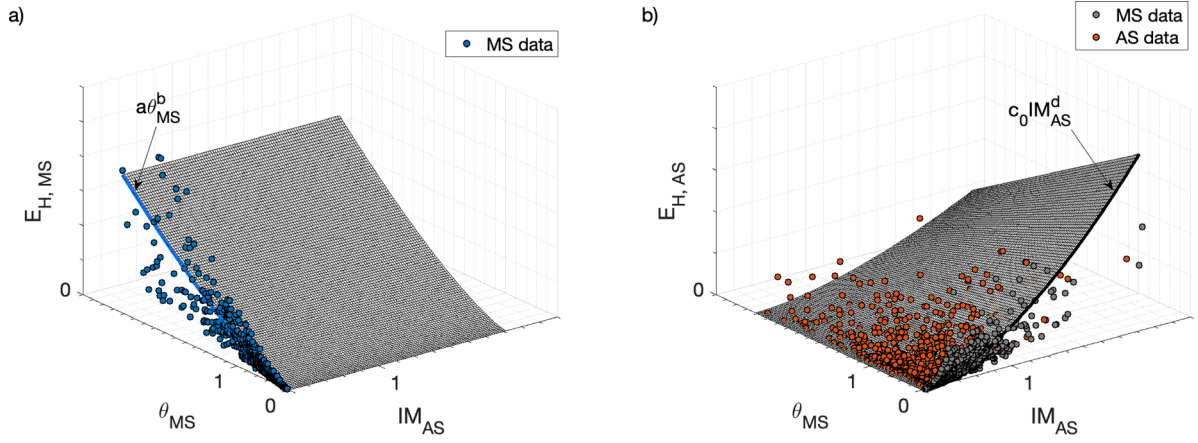 a)
MS data
aθ^b_MS
E_H, MS
0
1
0
1
θ_MS
IM_AS
b)
MS data
AS data
c_0IM^d_AS
E_H, AS
0
1
0
1
θ_MS
IM_AS